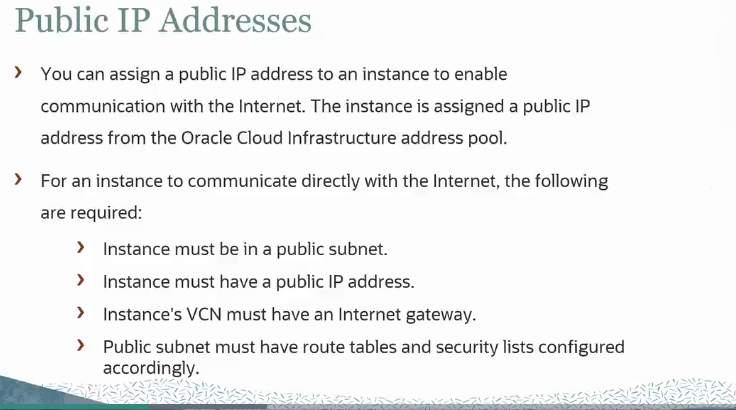 Public IP Addresses
› You can assign a public IP address to an instance to enable
communication with the Internet. The instance is assigned a public IP
address from the Oracle Cloud Infrastructure address pool.
› For an instance to communicate directly with the Internet, the following
are required:
› Instance must be in a public subnet.
› Instance must have a public IP address.
› Instance's VCN must have an Internet gateway.
› Public subnet must have route tables and security lists configured
accordingly.